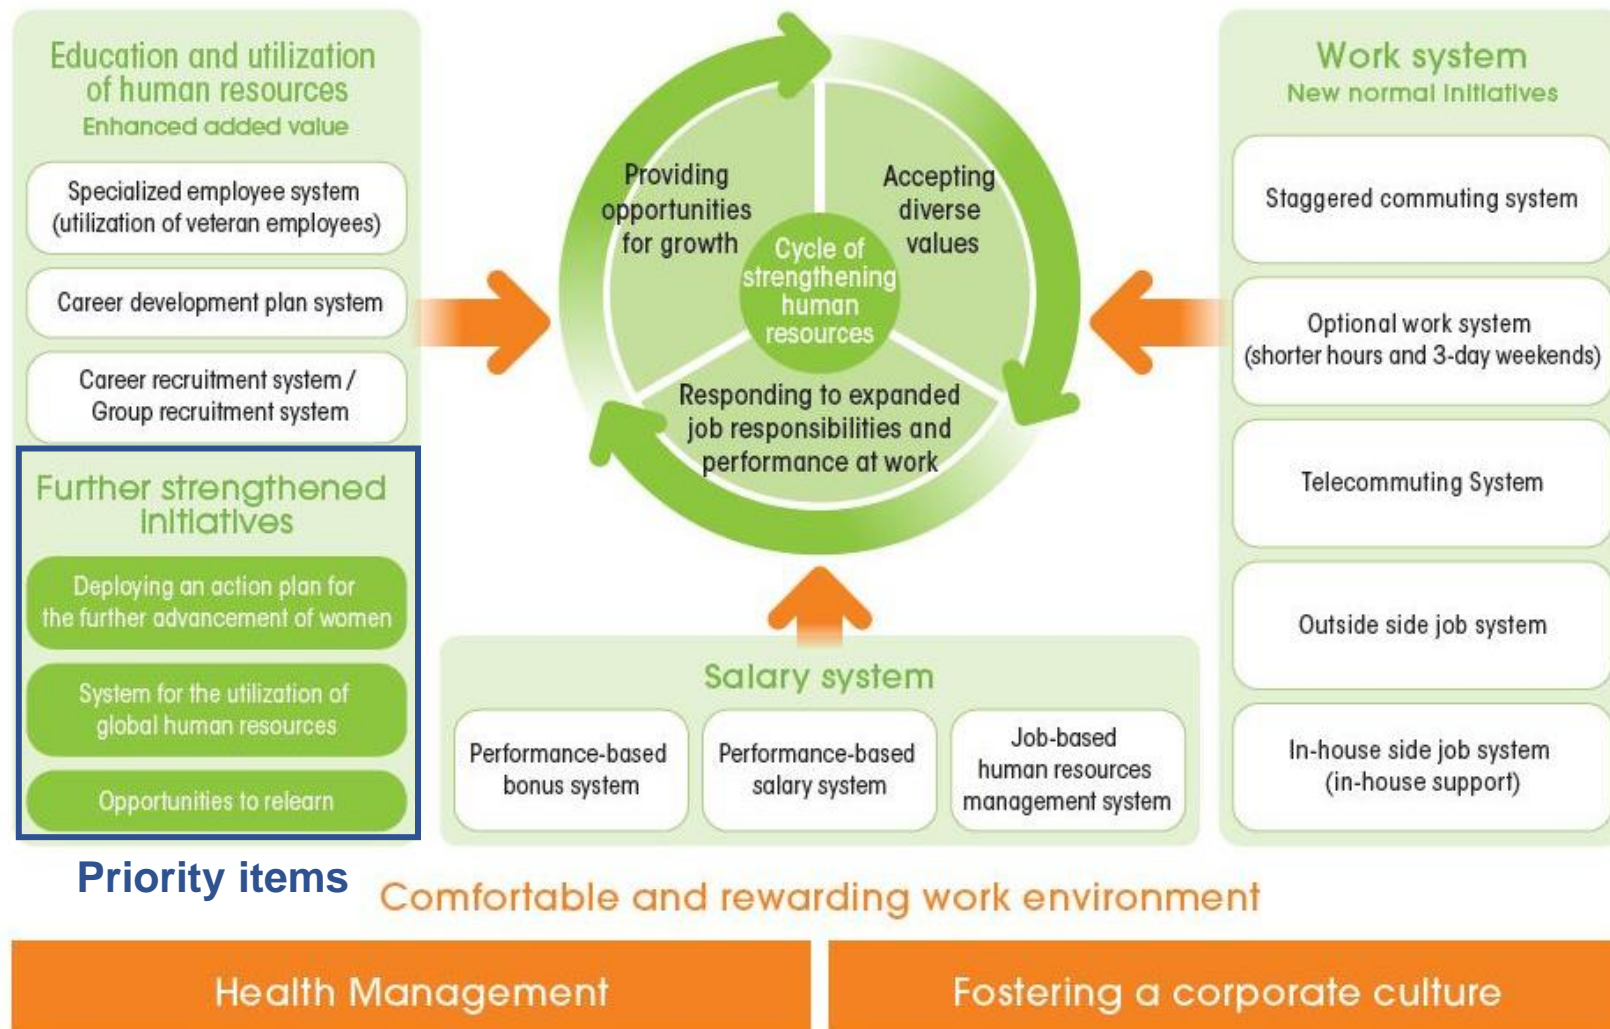 Education and utilization
of human resources
Enhanced added value
Specialized employee system
(utilization of veteran employees)
Career development plan system
Career recruitment system /
Group recruitment system
Further strengthened
initiatives
Deploying an action plan for
the further advancement of women
System for the utilization of
global human resources
Opportunities to relearn
Priority items
Providing
opportunities
for growth
Accepting
diverse
values
Cycle of
strengthening
human
resources
Responding to expanded
job responsibilities and
performance at work
Salary system
Performance-based
bonus system
Performance-based
salary system
Job-based
human resources
management system
Work system
New normal initiatives
Staggered commuting system
Optional work system
(shorter hours and 3-day weekends)
Telecommuting System
Outside side job system
In-house side job system
(in-house support)
Comfortable and rewarding work environment
Health Management
Fostering a corporate culture